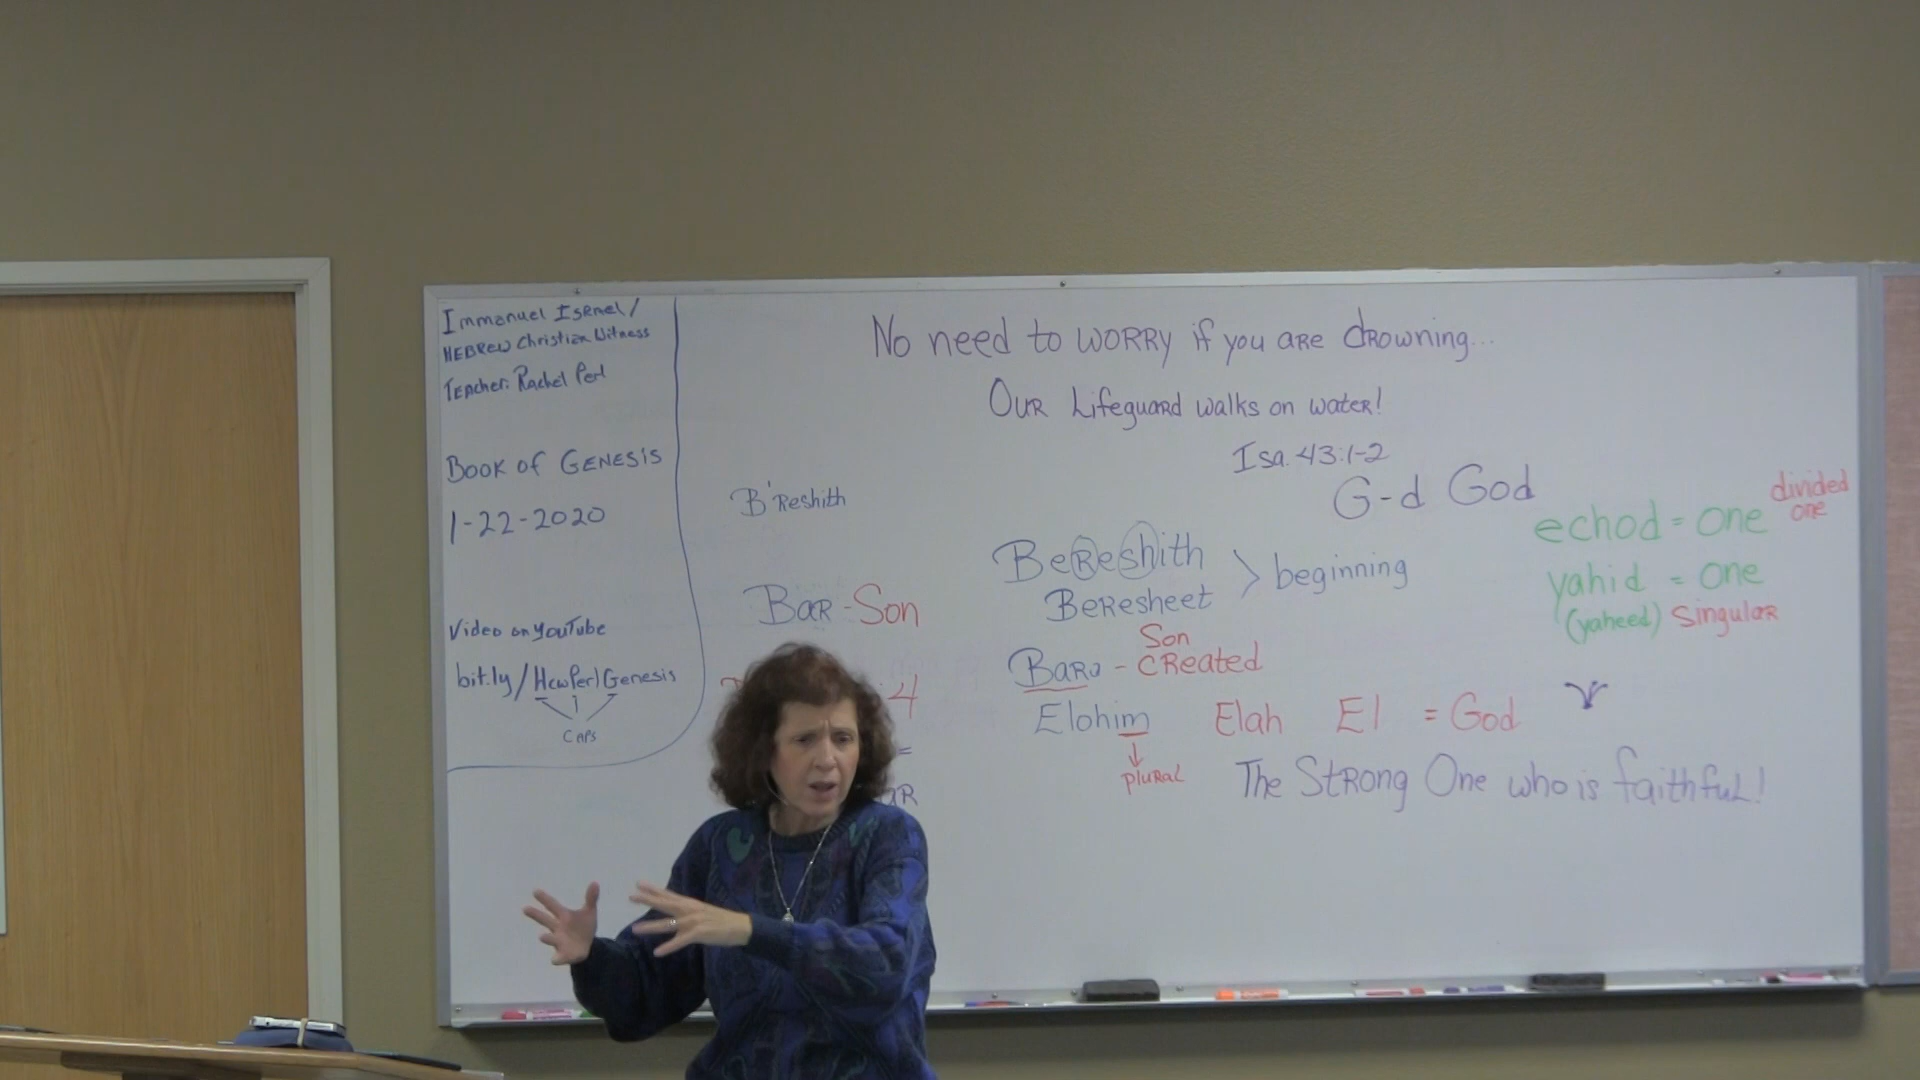 Immanuel Israel/
HEBREW Christian Witness
Teacher: Rachel Perl
BOOK of GENESIS
1-22-2020
Video on YouTube
bit.ly/HcwPerlGenesis
CAPS
No need to WORRY if you are drowning...
Our Lifeguard walks on water!
Isa. 43:1-2
G-d God
B'Reshith
BeReshith
Beresheet
beginning
Bar - Son
Son
Bara - created
4
=
Elohim Elah El = God
plural
The Strong One who is faithful!
echod = one
divided
one
yahid = one
(yaheed) Singular